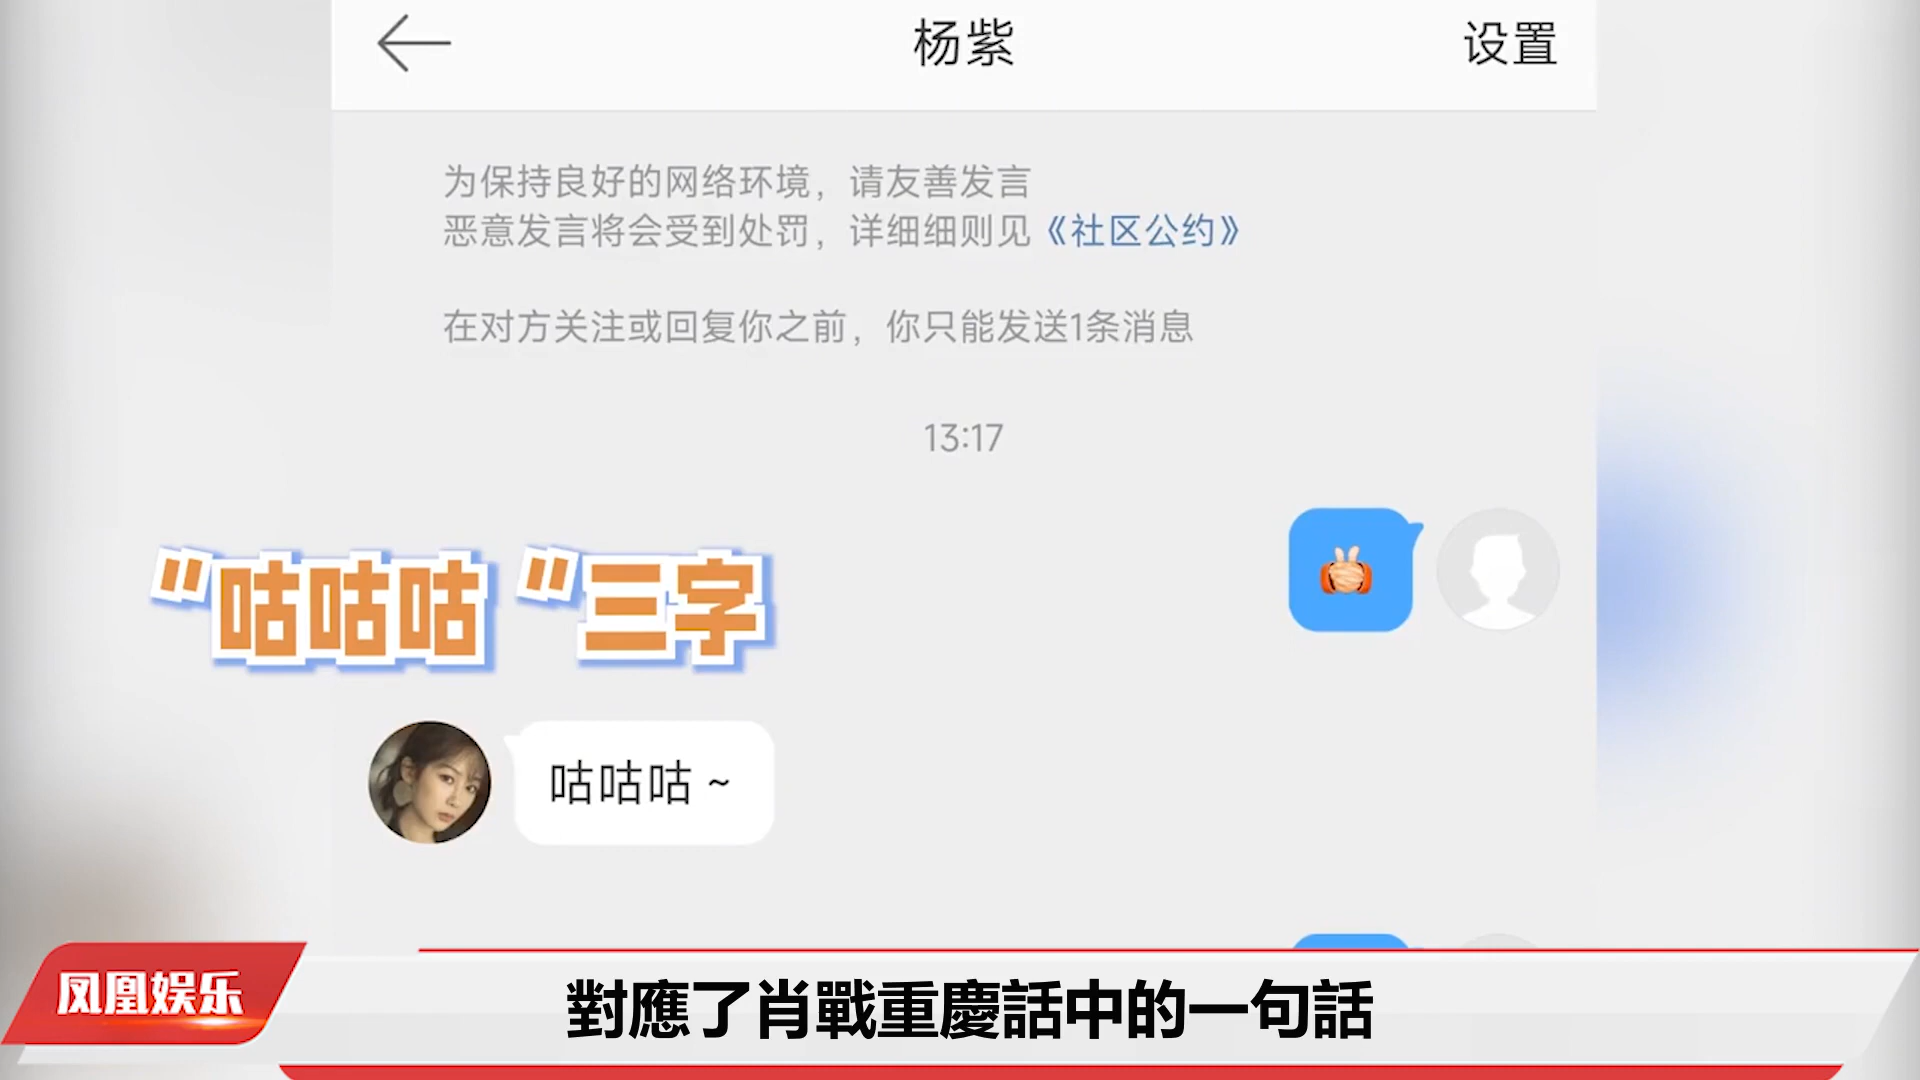 杨紫
设置
为保持良好的网络环境，请友善发言
恶意发言将会受到处罚，详细细则见《社区公约》
在对方关注或回复你之前，你只能发送1条消息
13:17
"咕咕咕"三字
咕咕咕~
凤凰娱乐
對應了肖戰重慶話中的一句話